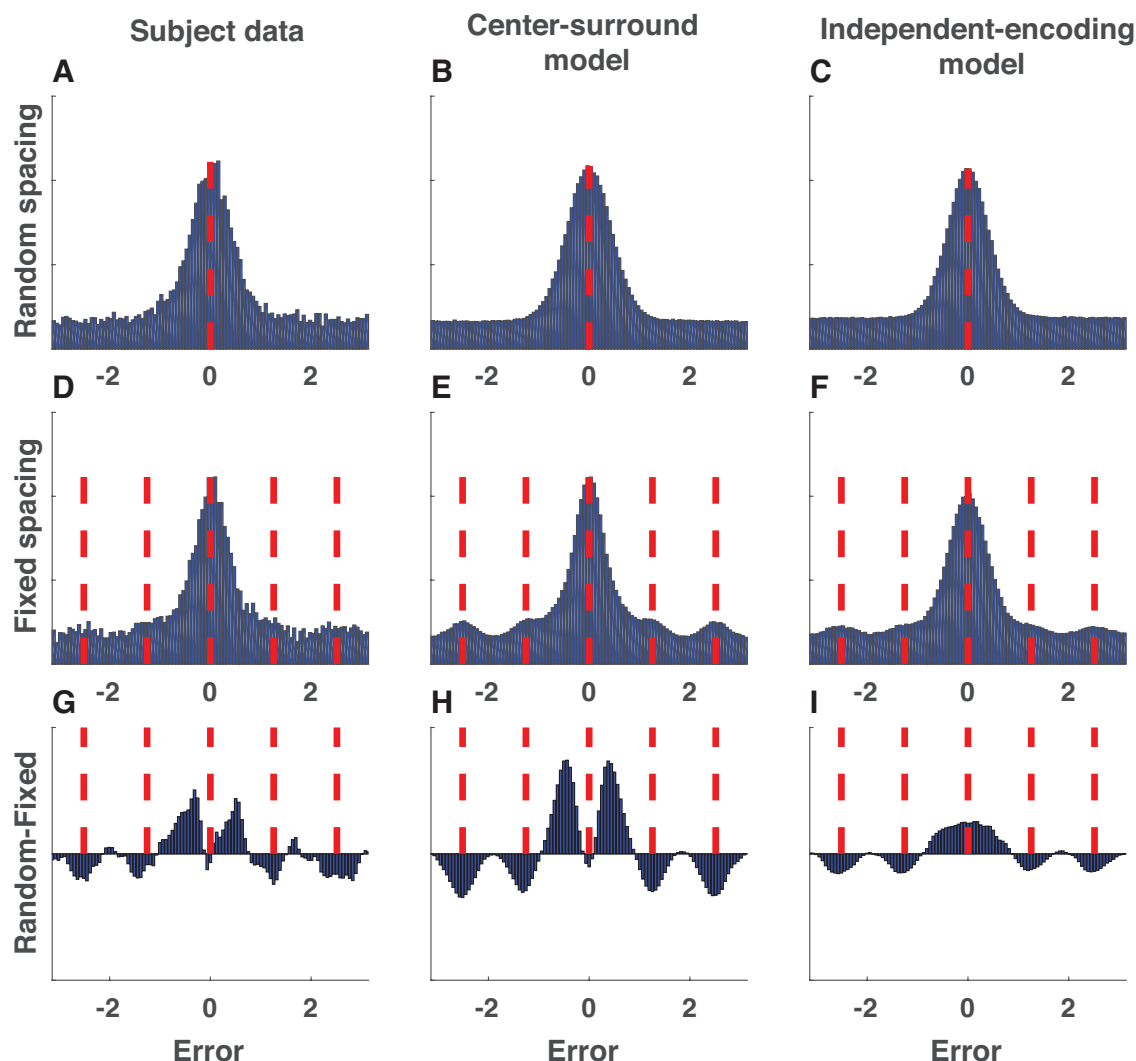 Subject data
Center-surround
model
Independent-encoding
model
A
B
C
Random spacing
-2 0 2
-2 0 2
-2 0 2
D
E
F
Fixed spacing
-2 0 2
-2 0 2
-2 0 2
G
H
I
Random-Fixed
-2 0 2
-2 0 2
-2 0 2
Error
Error
Error